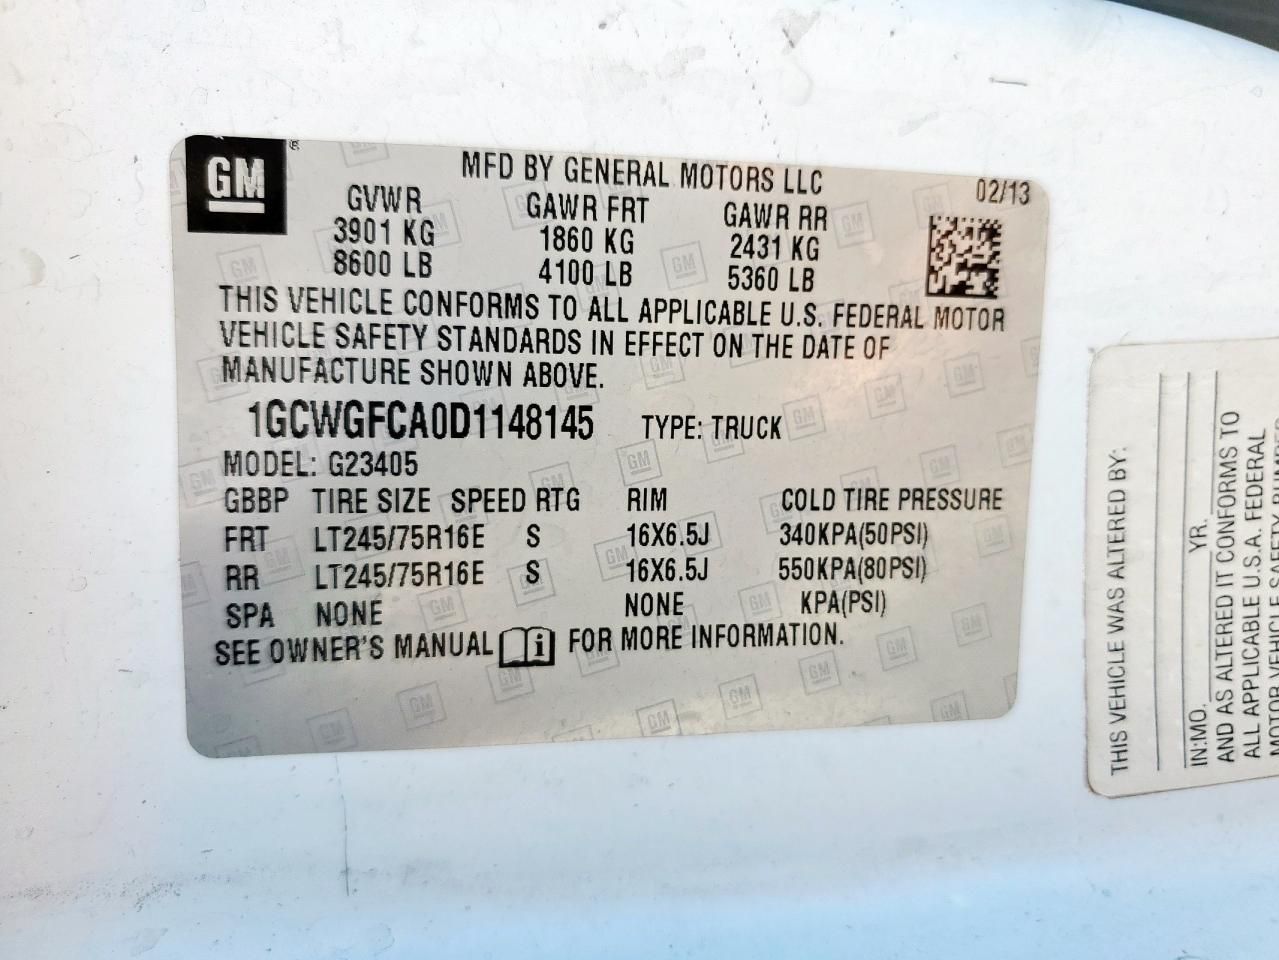 GM ®
MFD BY GENERAL MOTORS LLC 02/13
GVWR GAWR FRT GAWR RR
3901 KG 1860 KG 2431 KG
8600 LB 4100 LB 5360 LB
THIS VEHICLE CONFORMS TO ALL APPLICABLE U.S. FEDERAL MOTOR
VEHICLE SAFETY STANDARDS IN EFFECT ON THE DATE OF
MANUFACTURE SHOWN ABOVE.
1GCWGFCA0D1148145 TYPE: TRUCK
MODEL: G23405
GBBP TIRE SIZE SPEED RTG RIM COLD TIRE PRESSURE
FRT LT245/75R16E S 16X6.5J 340KPA(50PSI)
RR LT245/75R16E S 16X6.5J 550KPA(80PSI)
SPA NONE NONE KPA(PSI)
SEE OWNER'S MANUAL FOR MORE INFORMATION.
THIS VEHICLE WAS ALTERED BY:
IN:MO. YR.
AND AS ALTERED IT CONFORMS TO
ALL APPLICABLE U.S.A. FEDERAL
MOTOR VEHICLE SAFETY